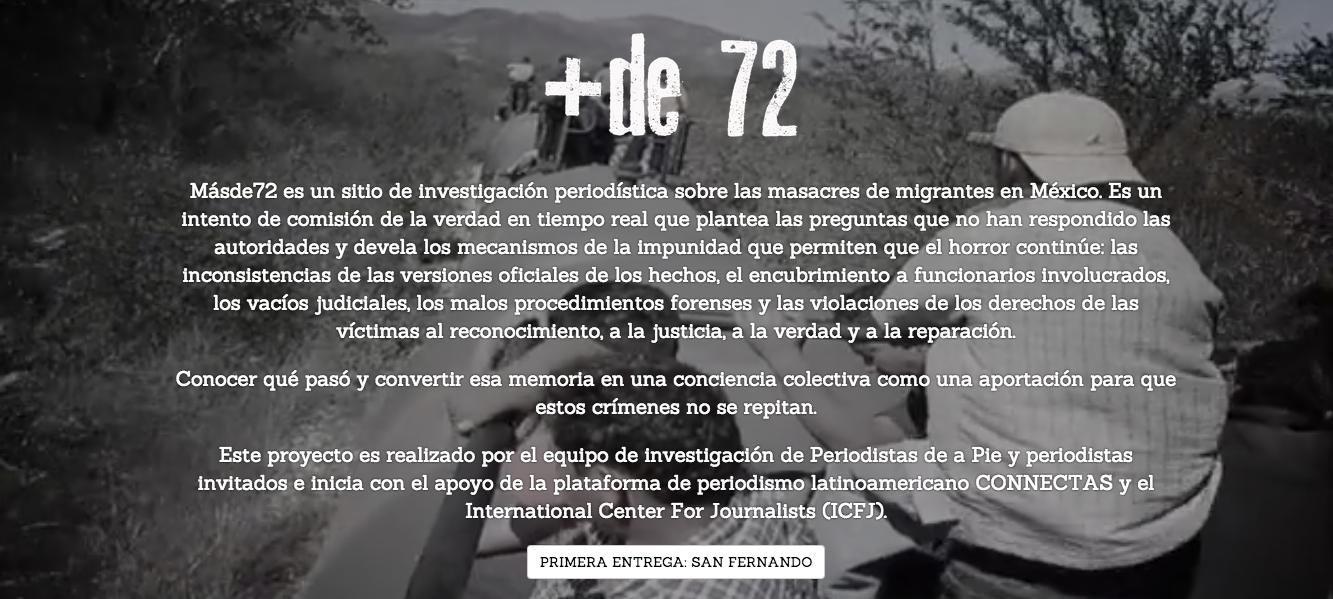 +de 72
Másde72 es un sitio de investigación periodística sobre las masacres de migrantes en México. Es un
intento de comisión de la verdad en tiempo real que plantea las preguntas que no han respondido las
autoridades y devela los mecanismos de la impunidad que permiten que el horror continúe: las
inconsistencias de las versiones oficiales de los hechos, el encubrimiento a funcionarios involucrados,
los vacíos judiciales, los malos procedimientos forenses y las violaciones de los derechos de las
víctimas al reconocimiento, a la justicia, a la verdad y a la reparación.
Conocer qué pasó y convertir esa memoria en una conciencia colectiva como una aportación para que
estos crímenes no se repitan.
Este proyecto es realizado por el equipo de investigación de Periodistas de a Pie y periodistas
invitados e inicia con el apoyo de la plataforma de periodismo latinoamericano CONNECTAS y el
International Center For Journalists (ICFJ).
PRIMERA ENTREGA: SAN FERNANDO